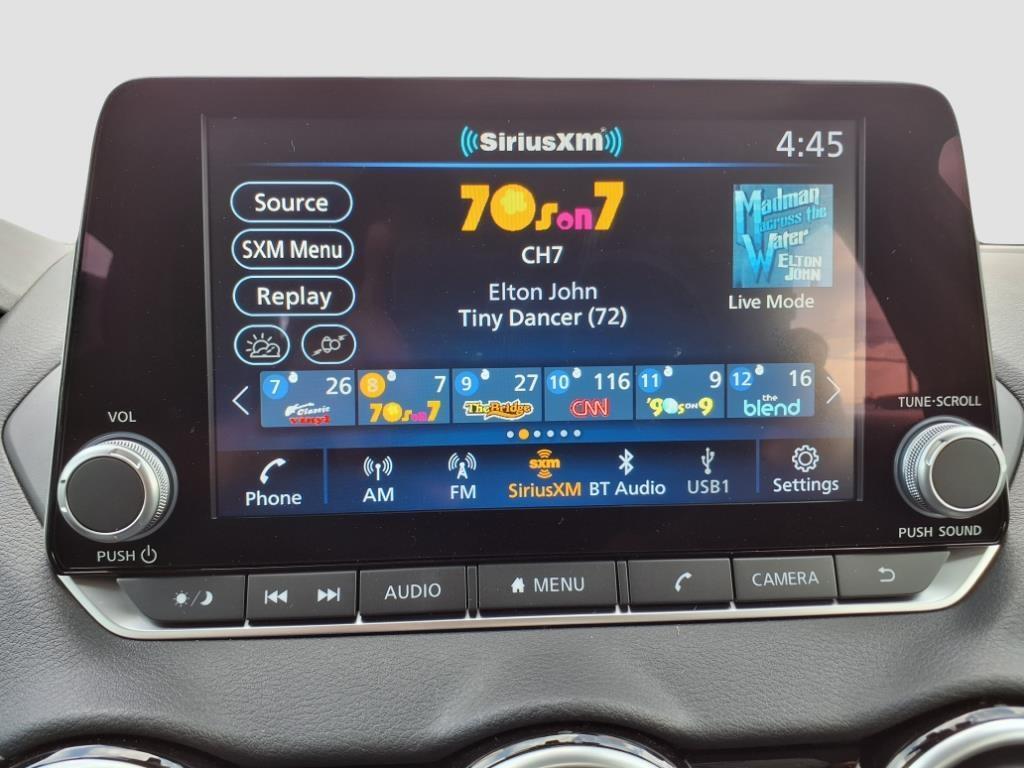 SiriusXM
4:45
Source
SXM Menu
Replay
70s on 7
CH7
Elton John
Tiny Dancer (72)
Madman
across the
Water
ELTON
JOHN
Live Mode
7 26
Classic
vinyl
8 7
70s on 7
9 27
The Bridge
10 116
CNN
11 9
'90s on 9
12 16
the
blend
Phone
AM
FM
sxm
SiriusXM
BT Audio
USB1
Settings
VOL
PUSH
TUNE·SCROLL
PUSH SOUND
AUDIO
MENU
CAMERA